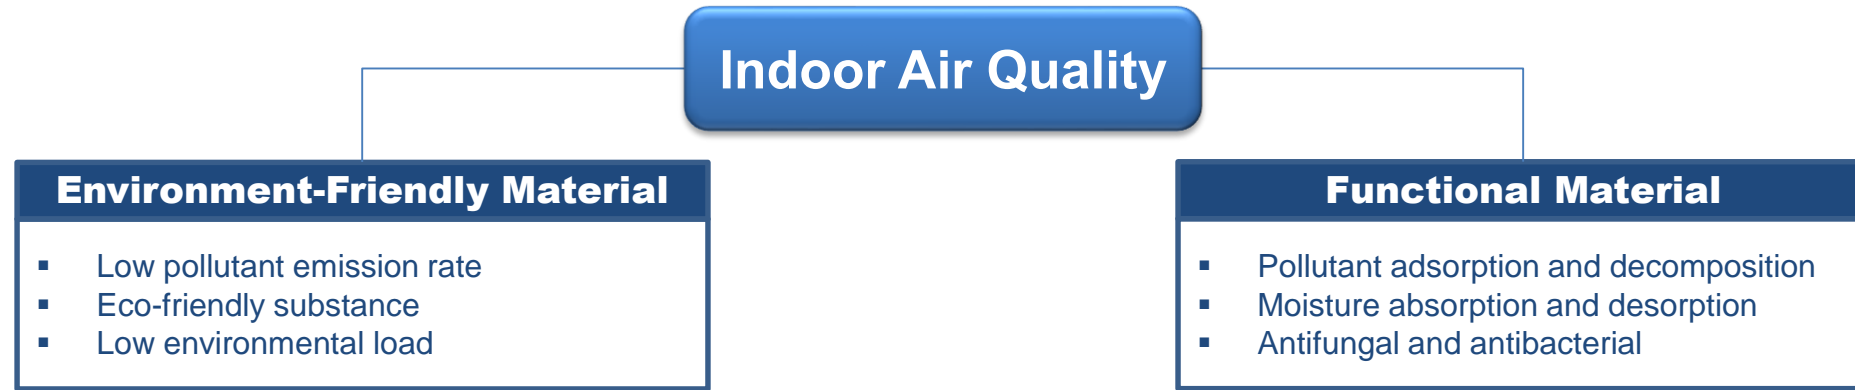 Indoor Air Quality
Environment-Friendly Material
▪ Low pollutant emission rate
▪ Eco-friendly substance
▪ Low environmental load
Functional Material
▪ Pollutant adsorption and decomposition
▪ Moisture absorption and desorption
▪ Antifungal and antibacterial